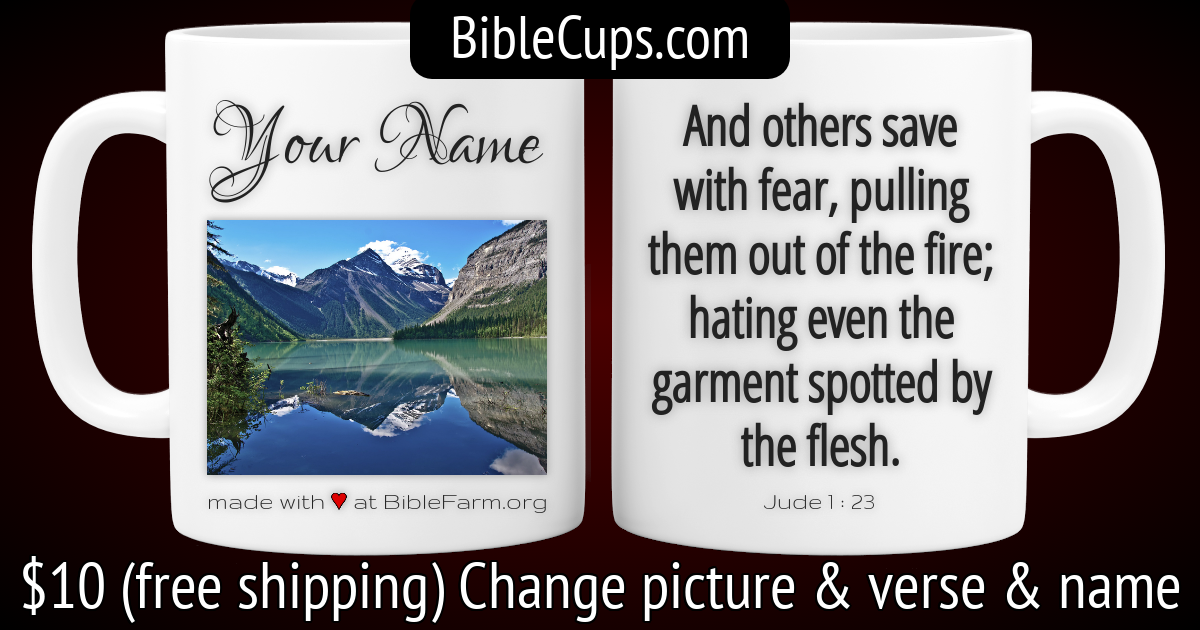 BibleCups.com
Your Name
made with ♥ at BibleFarm.org
And others save
with fear, pulling
them out of the fire;
hating even the
garment spotted by
the flesh.
Jude 1 : 23
$10 (free shipping) Change picture & verse & name